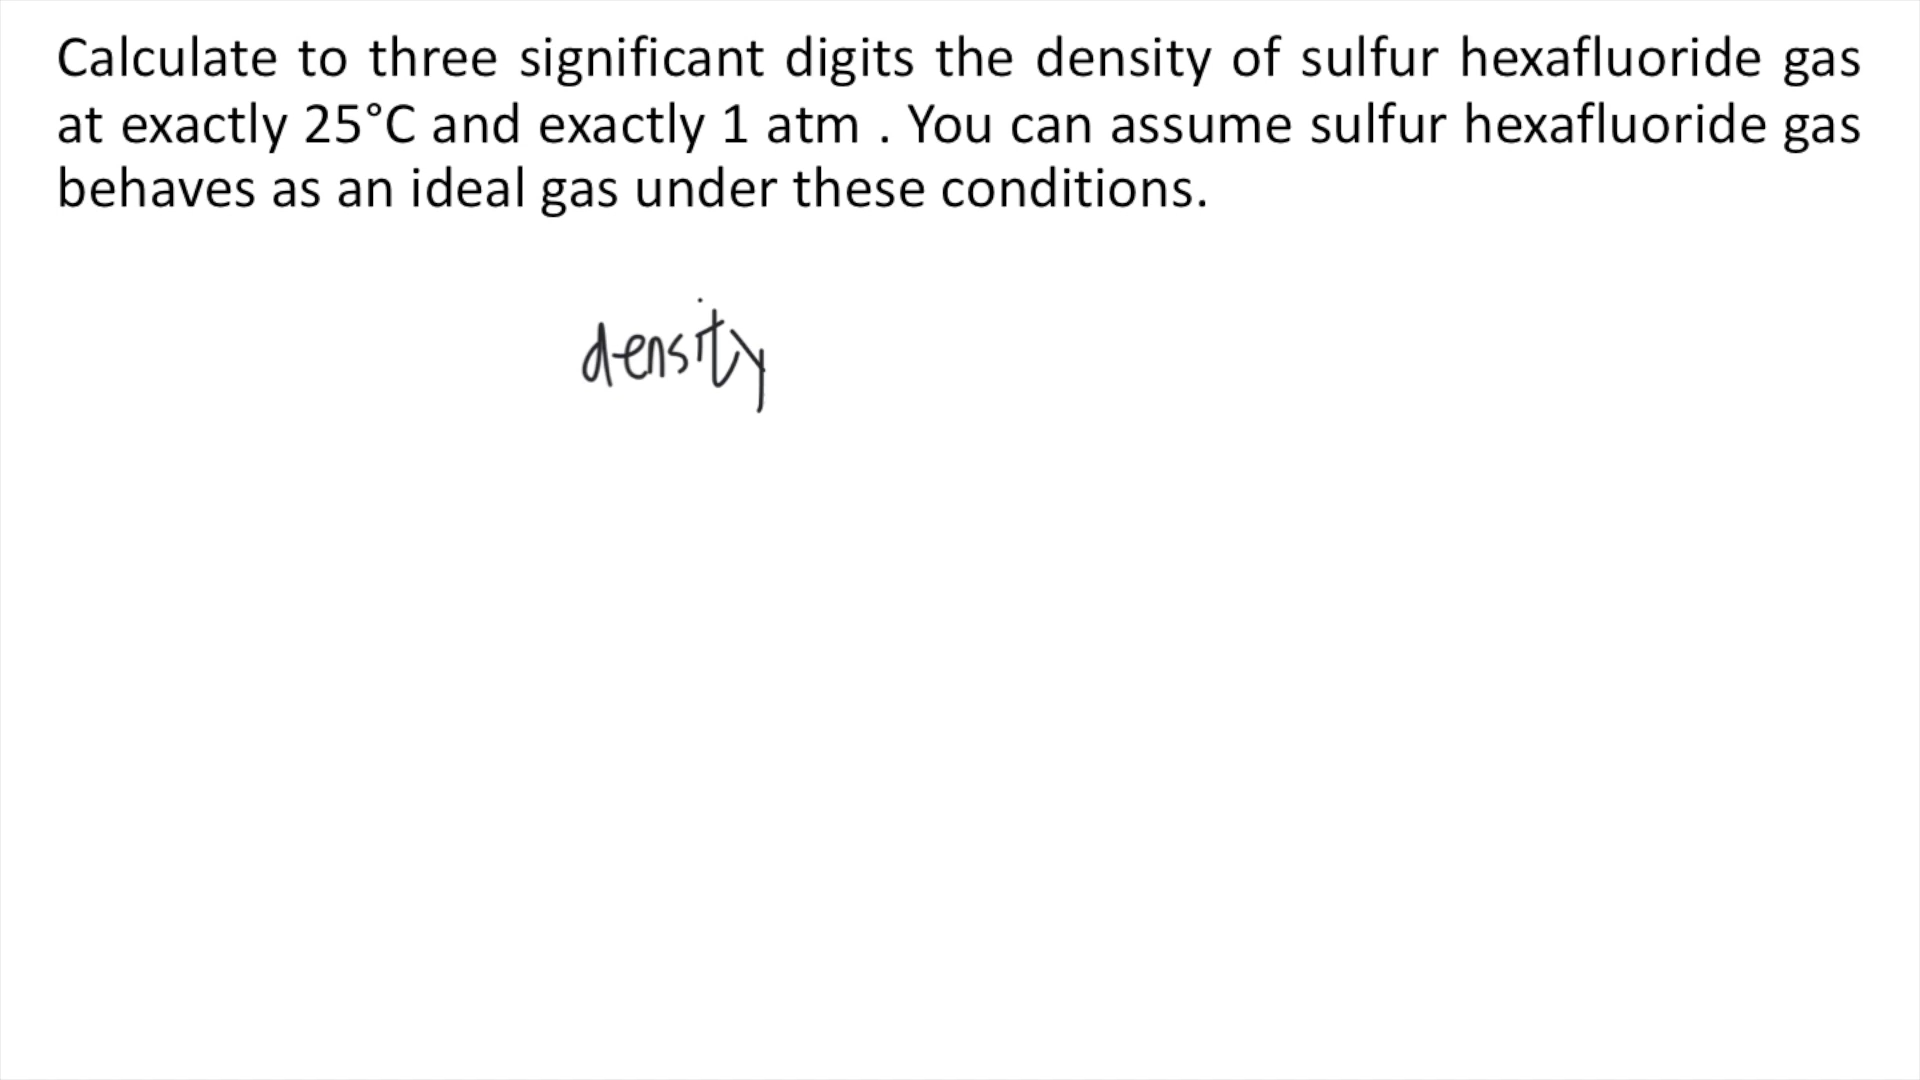 Calculate to three significant digits the density of sulfur hexafluoride gas
at exactly 25°C and exactly 1 atm . You can assume sulfur hexafluoride gas
behaves as an ideal gas under these conditions.
density